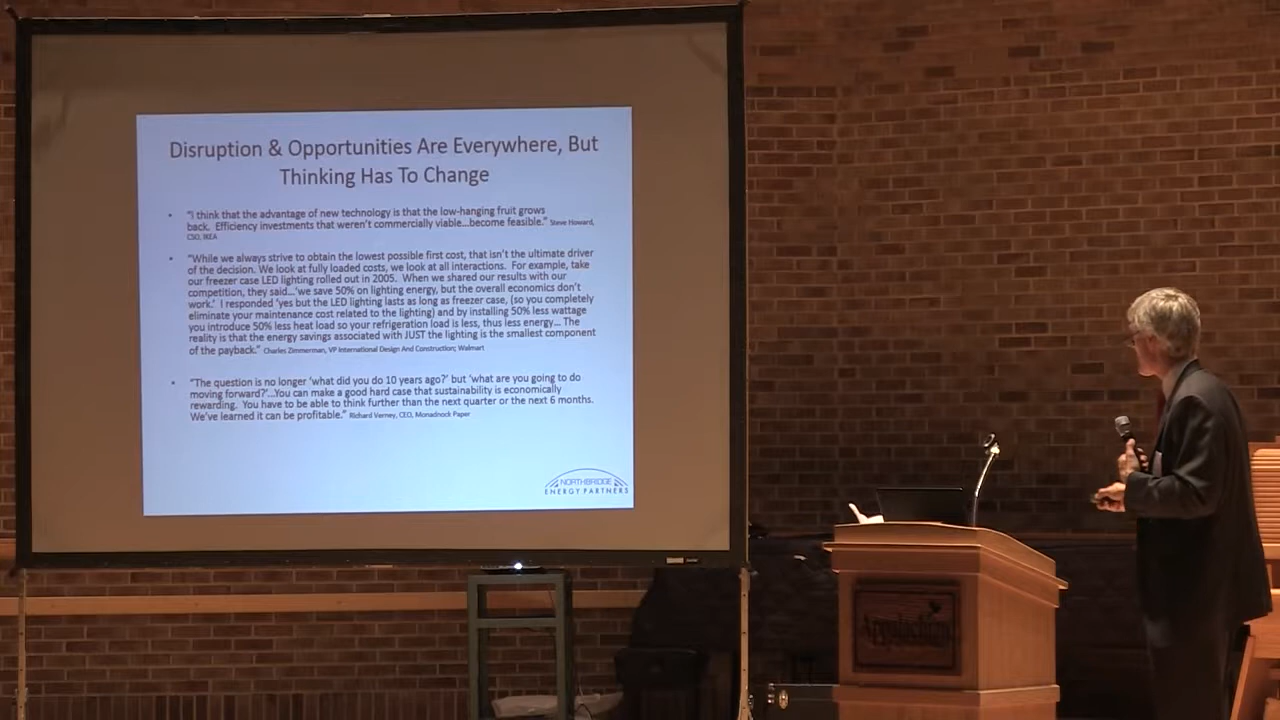 Disruption & Opportunities Are Everywhere, But
Thinking Has To Change
• "I think that the advantage of new technology is that the low-hanging fruit grows
back. Efficiency investments that weren't commercially viable...become feasible." Steve Howard,
CSO, IKEA
• "While we always strive to obtain the lowest possible first cost, that isn't the ultimate driver
of the decision. We look at fully loaded costs, we look at all interactions. For example, take
our freezer case LED lighting rolled out in 2005. When we shared our results with our
competition, they said...'we save 50% on lighting energy, but the overall economics don't
work.' I responded 'yes but the LED lighting lasts as long as freezer case, (so you completely
eliminate your maintenance cost related to the lighting) and by installing 50% less wattage
you introduce 50% less heat load so your refrigeration load is less, thus less energy... The
reality is that the energy savings associated with JUST the lighting is the smallest component
of the payback." Charles Zimmerman, VP International Design And Construction; Walmart
• "The question is no longer 'what did you do 10 years ago?' but 'what are you going to do
moving forward?'...You can make a good hard case that sustainability is economically
rewarding. You have to be able to think further than the next quarter or the next 6 months.
We've learned it can be profitable." Richard Verney, CEO, Monadnock Paper
NORTHBRIDGE
ENERGY PARTNERS
Appalachian